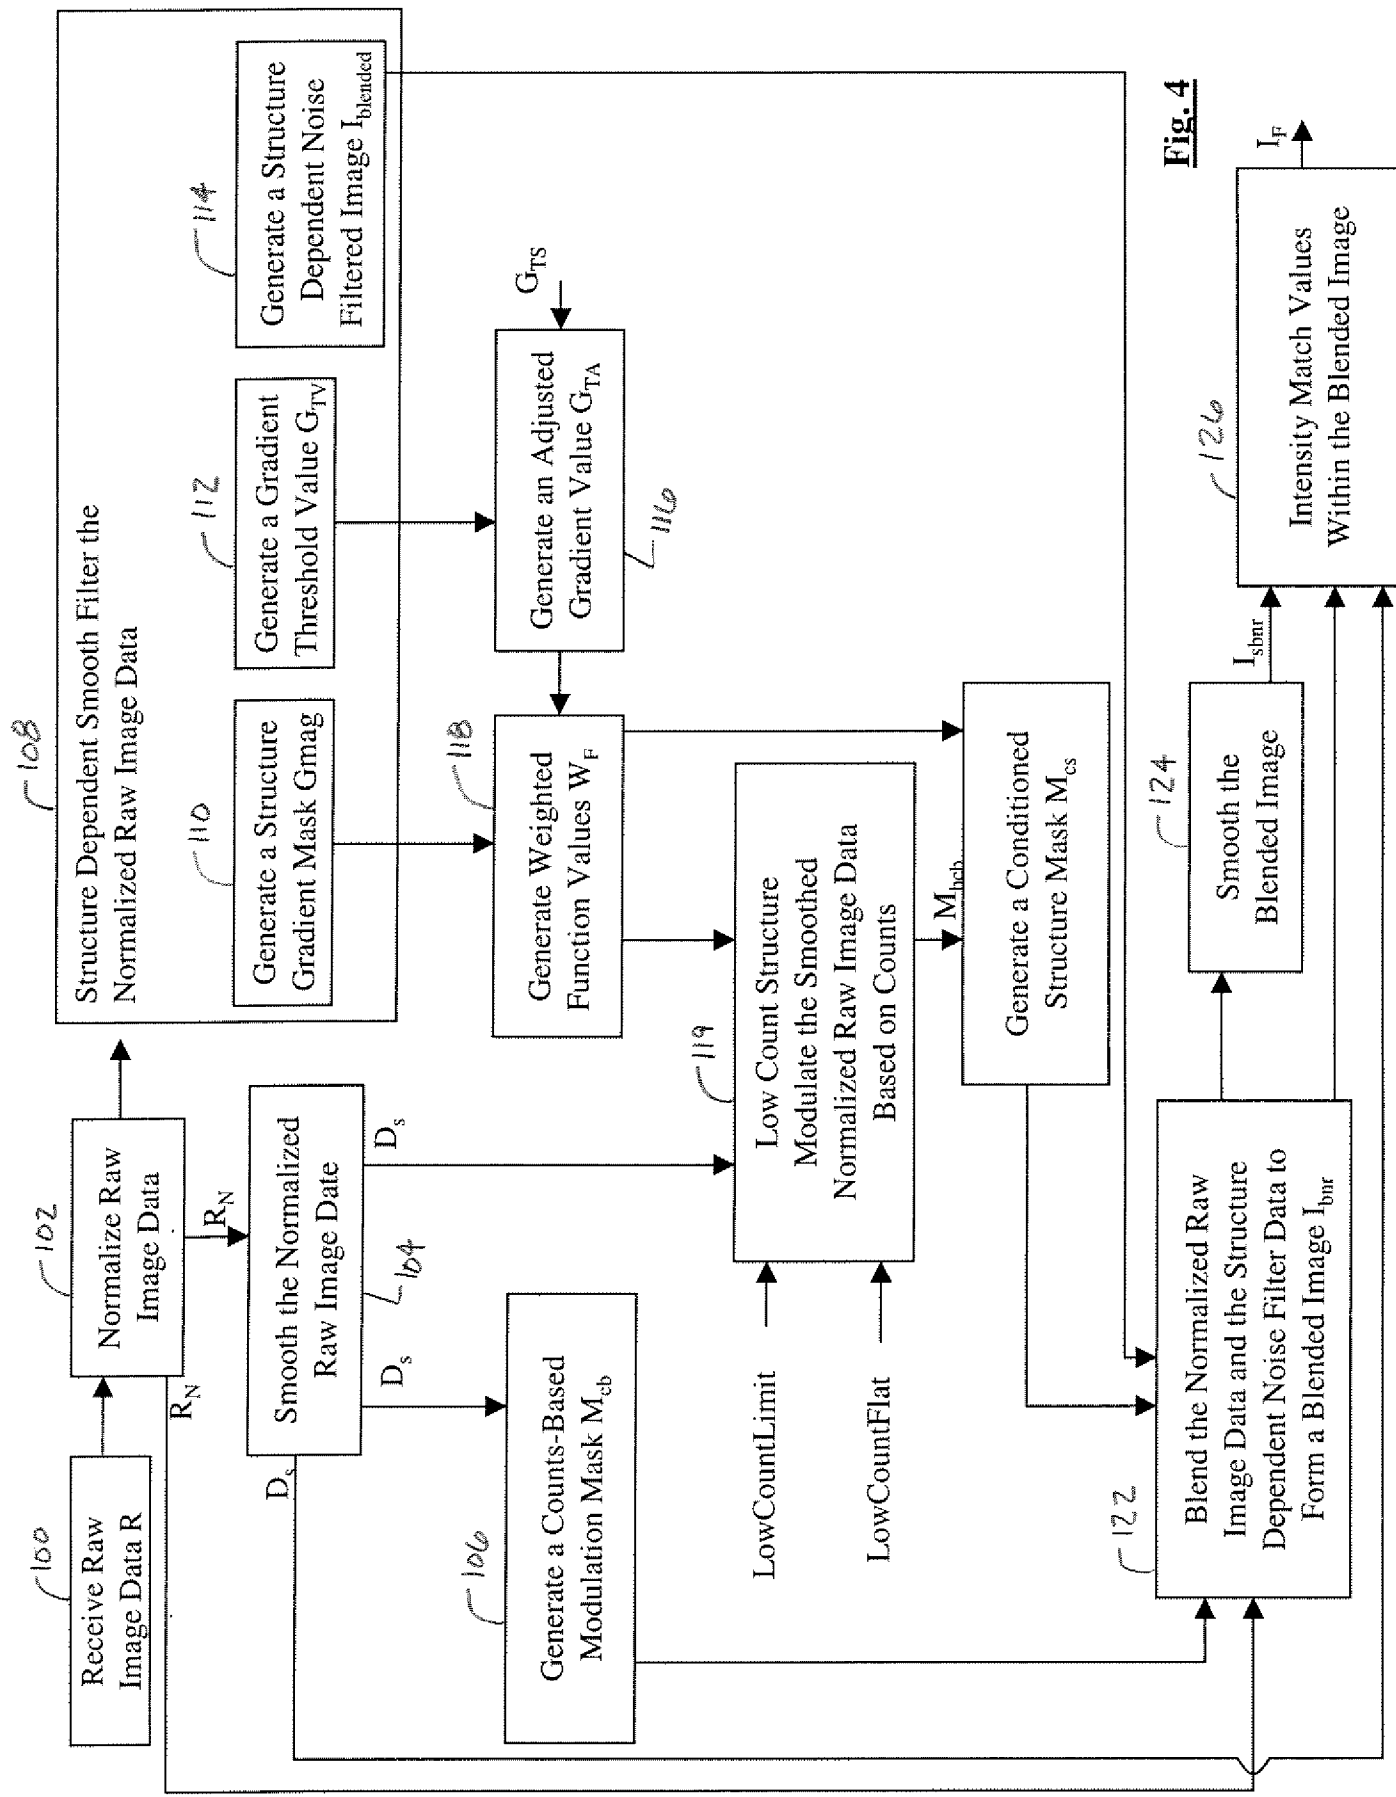 100
Receive Raw
Image Data R
102
Normalize Raw
Image Data
R_N
R_N
108
Structure Dependent Smooth Filter the
Normalized Raw Image Data
110
Generate a Structure
Gradient Mask Gmag
112
Generate a Gradient
Threshold Value G_TV
114
Generate a Structure
Dependent Noise
Filtered Image I_blended
Smooth the Normalized
Raw Image Date
104
D_s
D_s
D_s
106
Generate a Counts-Based
Modulation Mask M_cb
118
Generate Weighted
Function Values W_F
Generate an Adjusted
Gradient Value G_TA
116
G_TS
119
Low Count Structure
Modulate the Smoothed
Normalized Raw Image Data
Based on Counts
LowCountLimit
LowCountFlat
M_hcb
Generate a Conditioned
Structure Mask M_cs
122
Blend the Normalized Raw
Image Data and the Structure
Dependent Noise Filter Data to
Form a Blended Image I_bnr
124
Smooth the
Blended Image
I_sbnr
126
Intensity Match Values
Within the Blended Image
I_F
Fig. 4